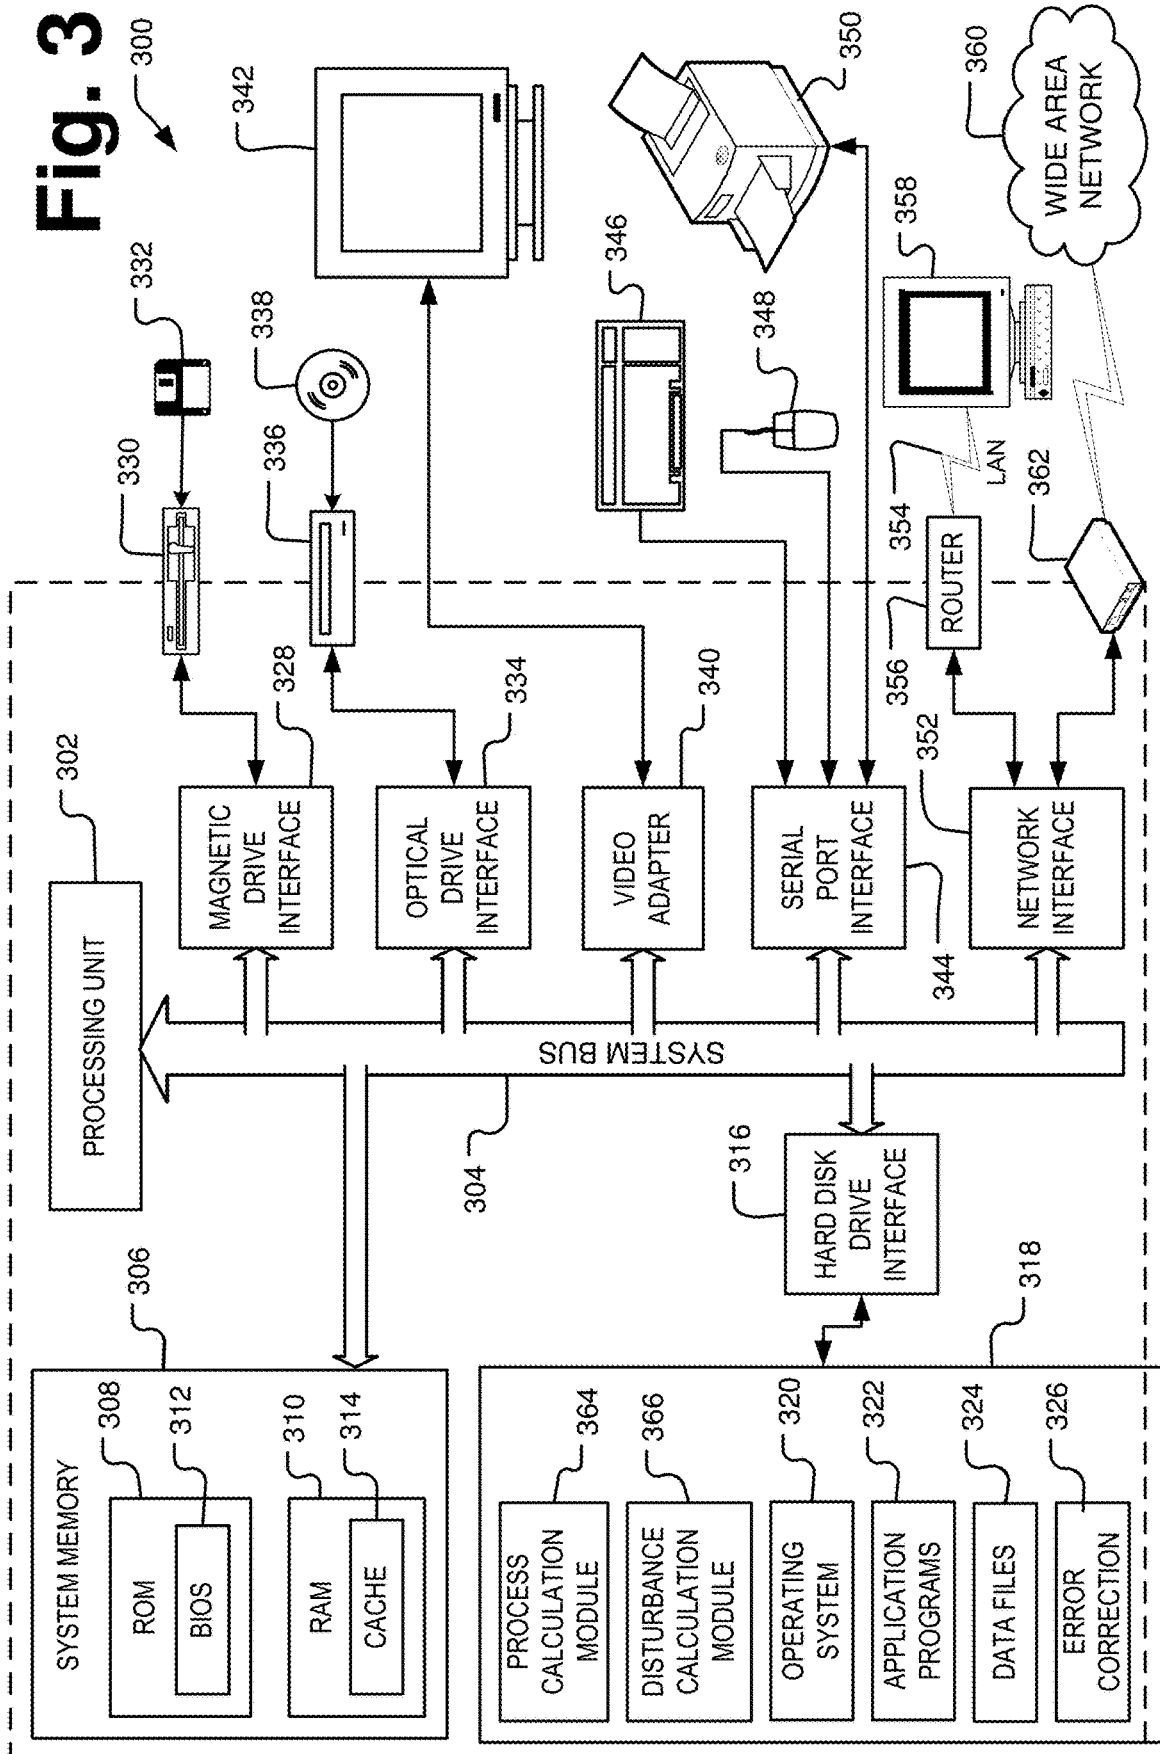 Fig. 3
300
302
PROCESSING UNIT
306
SYSTEM MEMORY
308
ROM
312
BIOS
310
RAM
314
CACHE
304
SYSTEM BUS
328
MAGNETIC
DRIVE
INTERFACE
330
332
334
OPTICAL
DRIVE
INTERFACE
336
338
340
VIDEO
ADAPTER
342
344
SERIAL
PORT
INTERFACE
346
348
350
352
NETWORK
INTERFACE
356
ROUTER
354
LAN
358
360
WIDE AREA
NETWORK
362
316
HARD DISK
DRIVE
INTERFACE
318
364
PROCESS
CALCULATION
MODULE
366
DISTURBANCE
CALCULATION
MODULE
320
OPERATING
SYSTEM
322
APPLICATION
PROGRAMS
324
DATA FILES
326
ERROR
CORRECTION